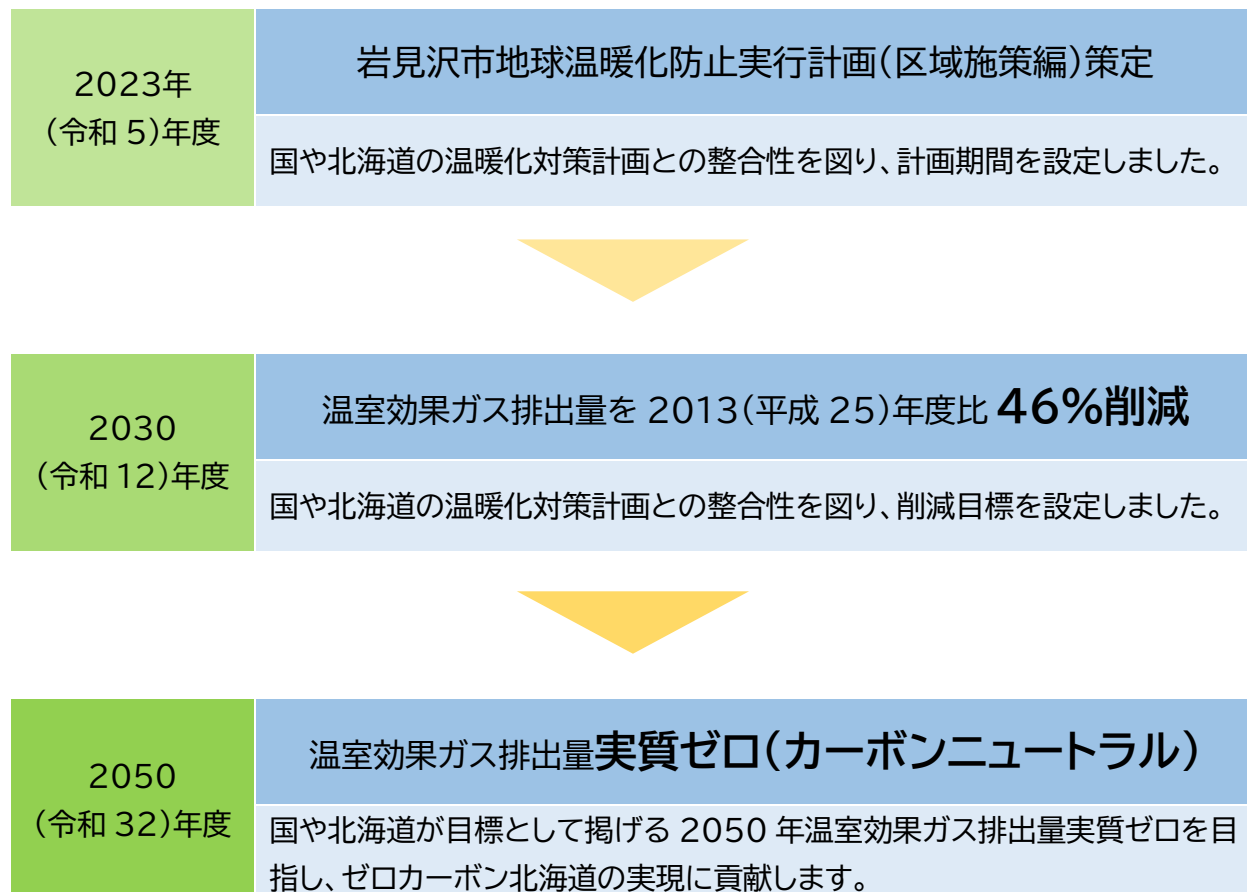 2023年
(令和 5)年度
岩見沢市地球温暖化防止実行計画(区域施策編)策定
国や北海道の温暖化対策計画との整合性を図り、計画期間を設定しました。
2030
(令和 12)年度
温室効果ガス排出量を 2013(平成 25)年度比 46%削減
国や北海道の温暖化対策計画との整合性を図り、削減目標を設定しました。
2050
(令和 32)年度
温室効果ガス排出量実質ゼロ(カーボンニュートラル)
国や北海道が目標として掲げる 2050 年温室効果ガス排出量実質ゼロを目
指し、ゼロカーボン北海道の実現に貢献します。